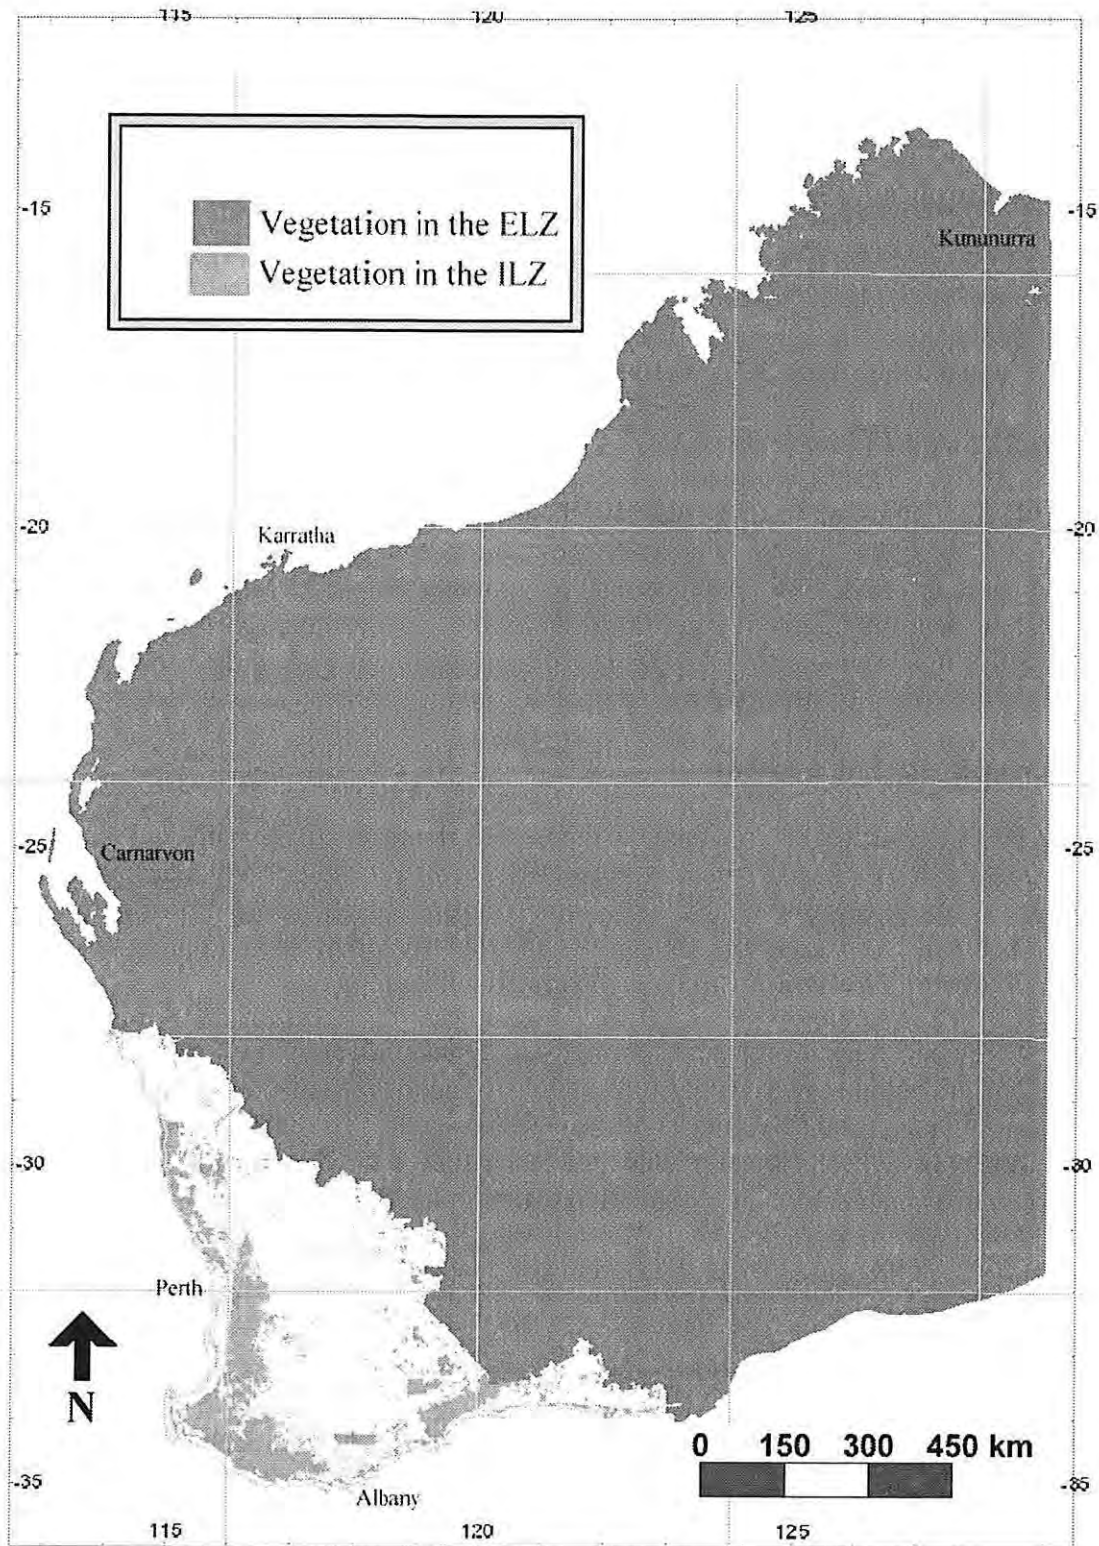 115 120 125
Vegetation in the ELZ
Vegetation in the ILZ
-15 -15
Kununurra
-20 -20
Karratha
-25 -25
Carnarvon
-30 -30
Perth
N
0 150 300 450 km
-35 -35
Albany
115 120 125